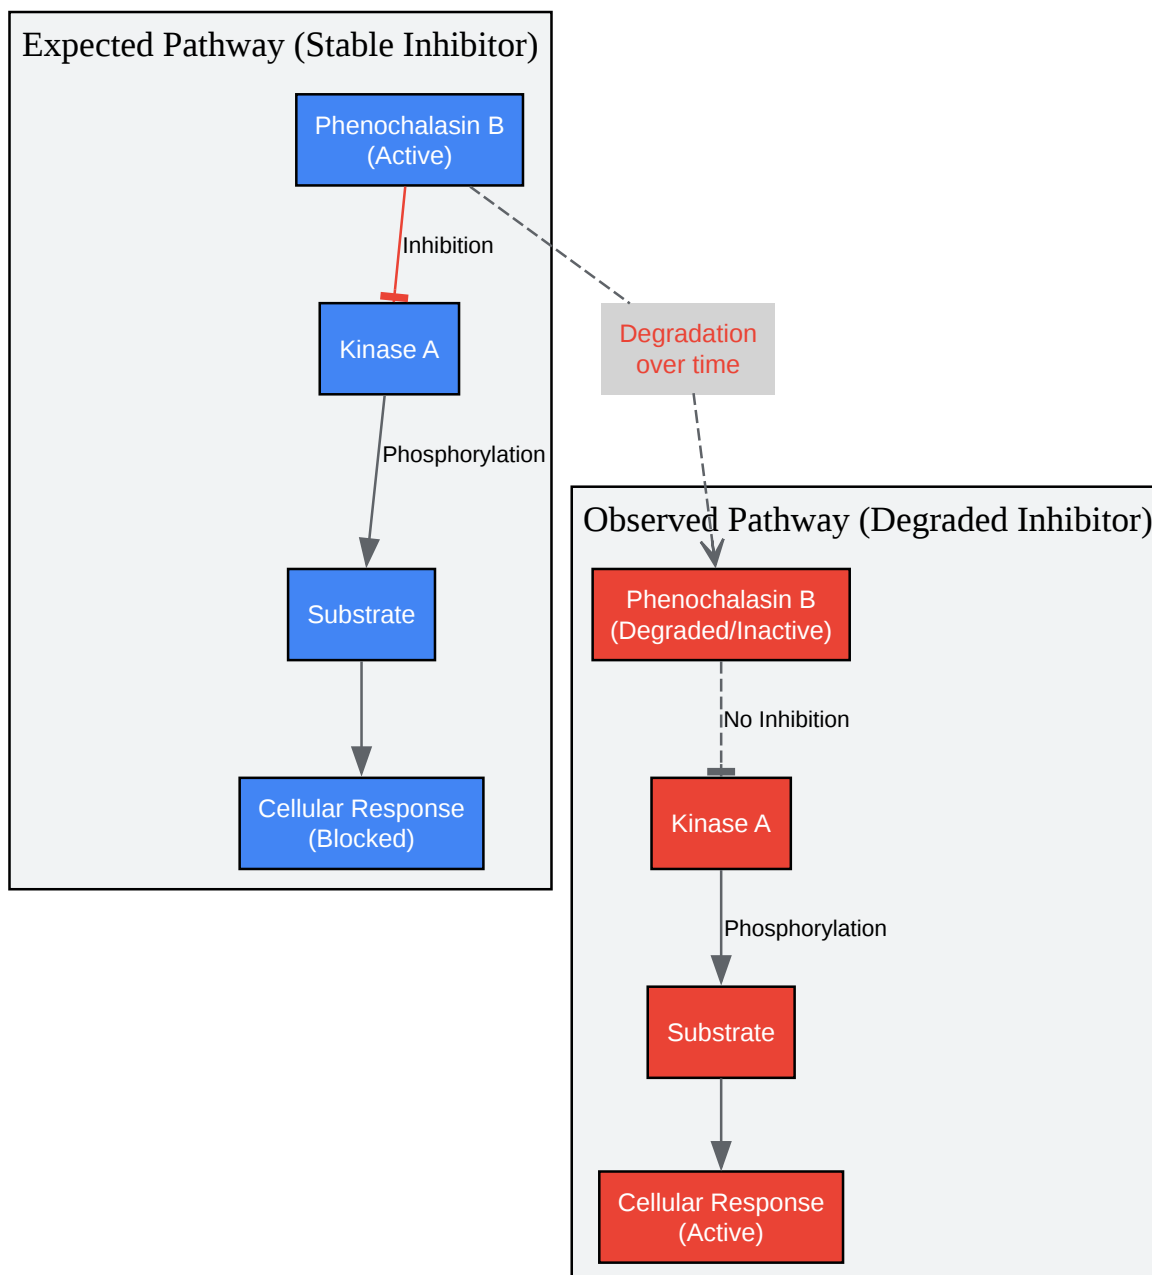 Expected Pathway (Stable Inhibitor)
Phenochalasin B
(Active)
Inhibition
Kinase A
Phosphorylation
Substrate
Cellular Response
(Blocked)
Degradation
over time
Observed Pathway (Degraded Inhibitor)
Phenochalasin B
(Degraded/Inactive)
No Inhibition
Kinase A
Phosphorylation
Substrate
Cellular Response
(Active)